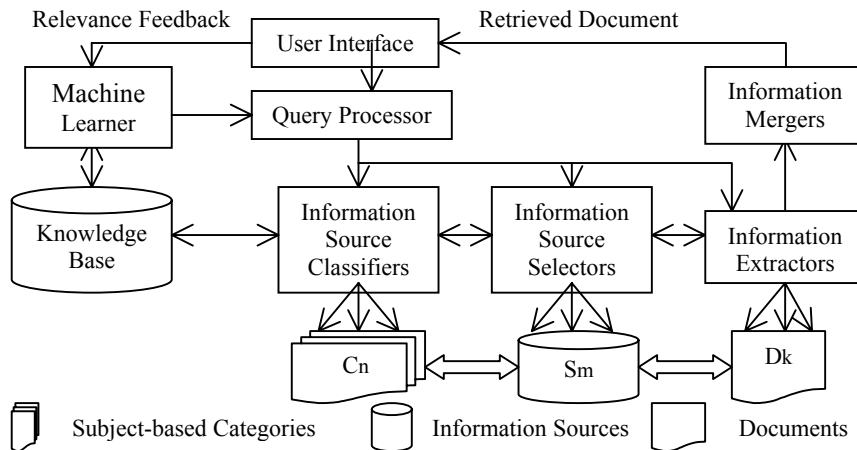 Relevance Feedback
Retrieved Document
User Interface
Machine
Learner
Query Processor
Information
Mergers
Knowledge
Base
Information
Source
Classifiers
Information
Source
Selectors
Information
Extractors
Cn
Sm
Dk
Subject-based Categories
Information Sources
Documents